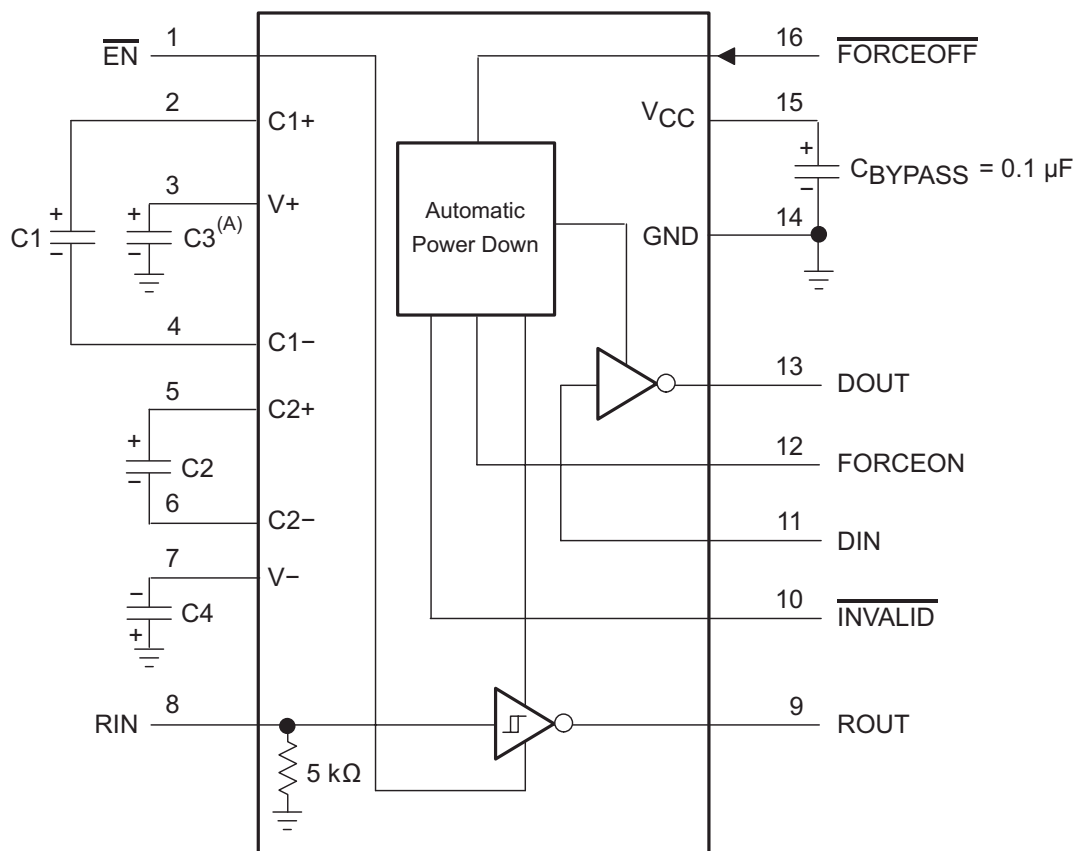 EN
1
16
FORCEOFF
2
C1+
VCC
15
+
CBYPASS = 0.1 µF
−
3
V+
Automatic
Power Down
+
C1
−
+
C3(A)
−
14
GND
4
C1−
13
DOUT
5
C2+
12
FORCEON
+
C2
−
6
C2−
11
DIN
7
V−
10
INVALID
−
C4
+
RIN
8
9
ROUT
5 kΩ